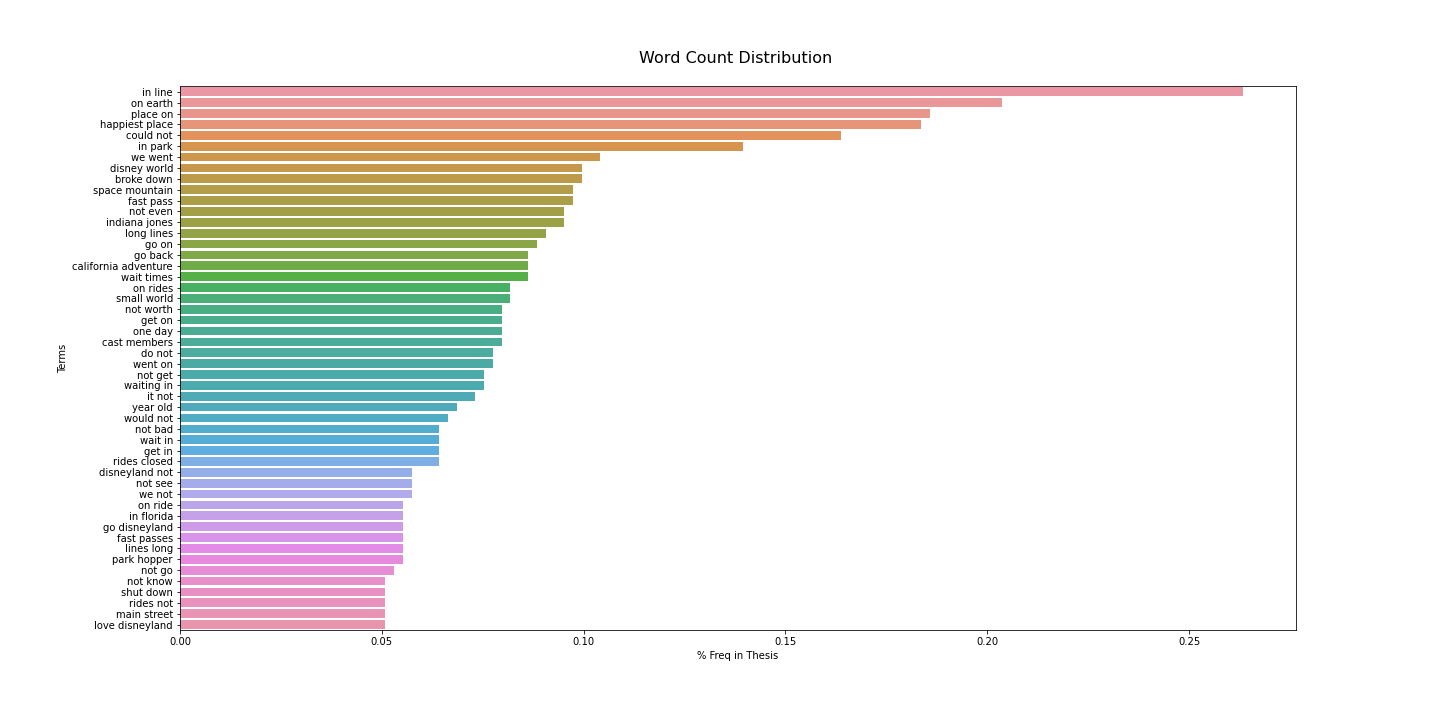 Word Count Distribution
in line
on earth
place on
happiest place
could not
in park
we went
disney world
broke down
space mountain
fast pass
not even
indiana jones
long lines
go on
go back
california adventure
wait times
on rides
small world
not worth
get on
one day
cast members
do not
went on
not get
waiting in
it not
year old
would not
not bad
wait in
get in
rides closed
disneyland not
not see
we not
on ride
in florida
go disneyland
fast passes
lines long
park hopper
not go
not know
shut down
rides not
main street
love disneyland
Terms
0.00 0.05 0.10 0.15 0.20 0.25
% Freq in Thesis